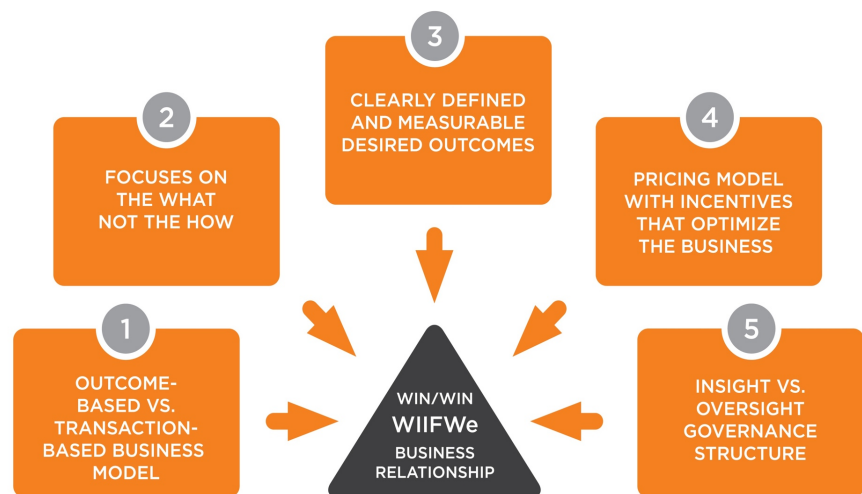 1
OUTCOME-
BASED VS.
TRANSACTION-
BASED BUSINESS
MODEL
2
FOCUSES ON
THE WHAT
NOT THE HOW
3
CLEARLY DEFINED
AND MEASURABLE
DESIRED OUTCOMES
4
PRICING MODEL
WITH INCENTIVES
THAT OPTIMIZE
THE BUSINESS
5
INSIGHT VS.
OVERSIGHT
GOVERNANCE
STRUCTURE
WIN/WIN
WIIFWe
BUSINESS
RELATIONSHIP